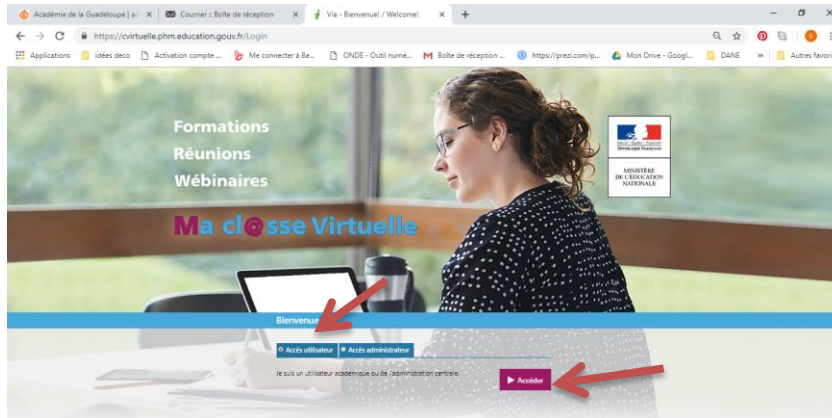 Académie de la Guadeloupe | ac
Courrier :: Boîte de réception
Via - Bienvenue! / Welcome!
https://cvirtuelle.phm.education.gouv.fr/Login
Applications
idées deco
Activation compte ...
Me connecter à Be...
ONDE - Outil numé...
Boîte de réception ...
https://prezi.com/p...
Mon Drive - Googl...
DANE
»
Autres favori
Formations
Réunions
Wébinaires
Ma cl@sse Virtuelle
RÉPUBLIQUE FRANÇAISE
MINISTÈRE
DE L'ÉDUCATION
NATIONALE
Bienvenue
Accès utilisateur
Accès administrateur
Je suis un utilisateur académique ou de l'administration centrale.
Accéder